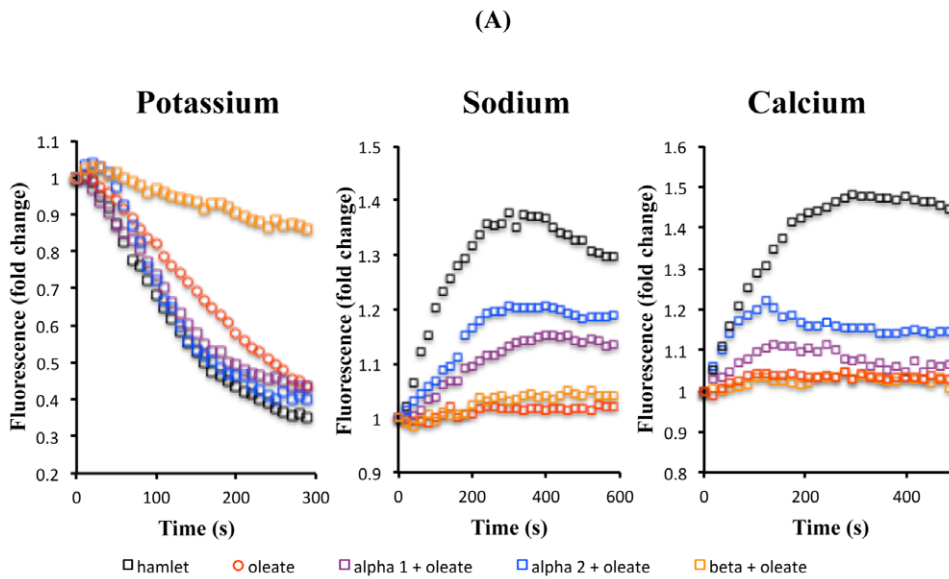 (A)
Potassium
Fluorescence (fold change)
1.1
1
0.9
0.8
0.7
0.6
0.5
0.4
0.3
0.2
0
100
200
300
Time (s)
Sodium
Fluorescence (fold change)
1.5
1.4
1.3
1.2
1.1
1
0.9
0
200
400
600
Time (s)
Calcium
Fluorescence (fold change)
1.6
1.5
1.4
1.3
1.2
1.1
1
0.9
0.8
0
200
400
Time (s)
hamlet
oleate
alpha 1 + oleate
alpha 2 + oleate
beta + oleate